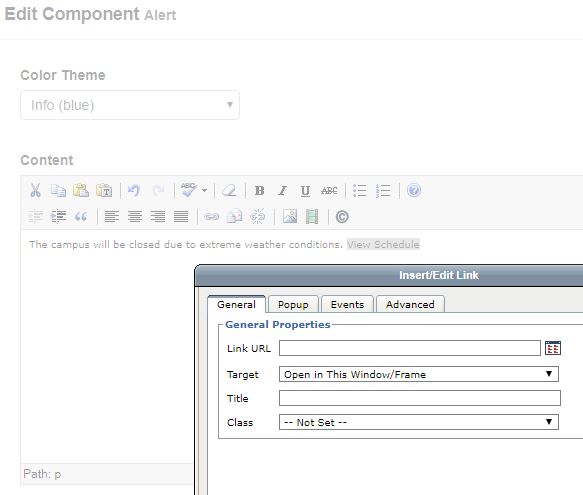 Edit Component Alert
Color Theme
Info (blue)
Content
ABC B I U ABC
“ ©
The campus will be closed due to extreme weather conditions. View Schedule
Insert/Edit Link
General Popup Events Advanced
General Properties
Link URL
Target Open in This Window/Frame
Title
Class -- Not Set --
Path: p